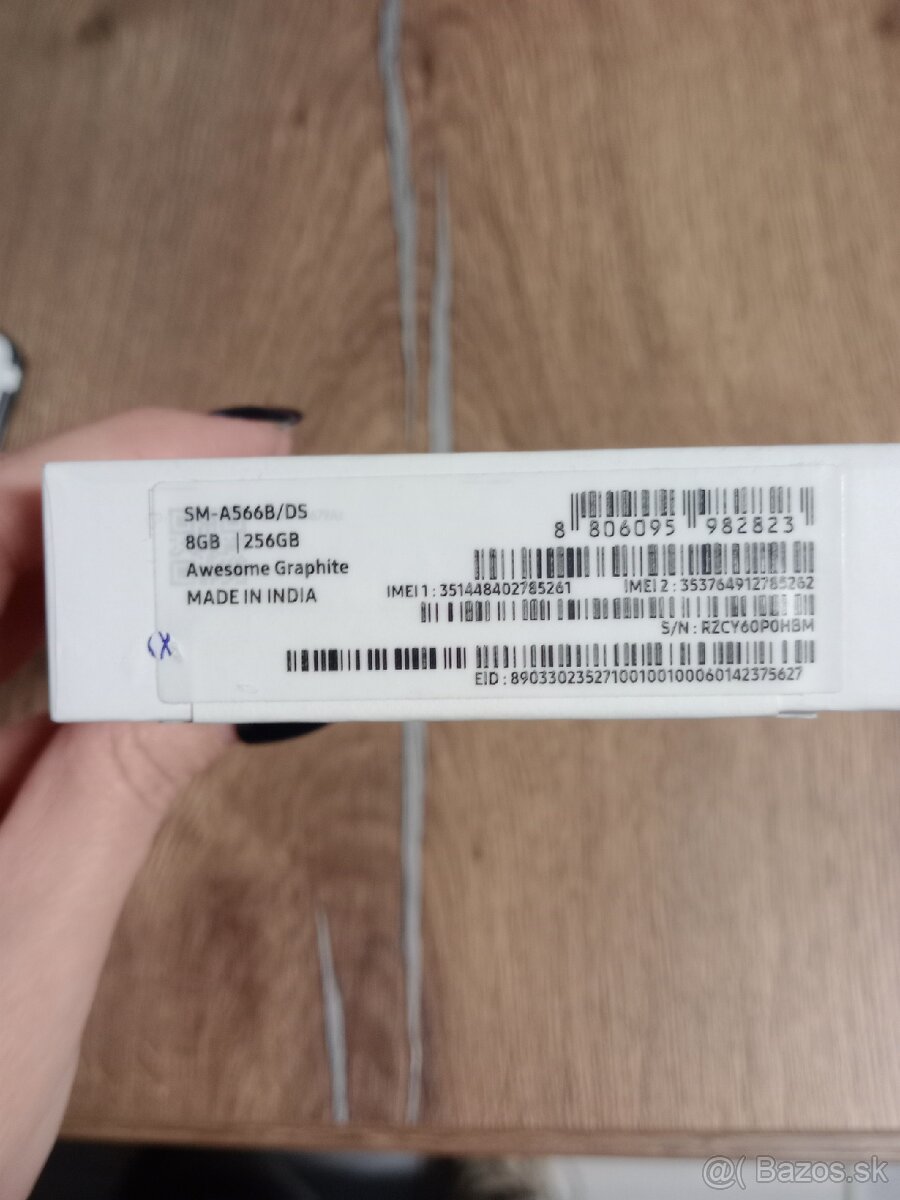 SM-A566B/DS
8GB | 256GB
Awesome Graphite
MADE IN INDIA
8 806095 982823
IMEI 1 : 351448402785261 IMEI 2 : 353764912785262
S/N : RZCY60P0HBM
EID : 89033023527100100100060142375627
@( Bazos.sk